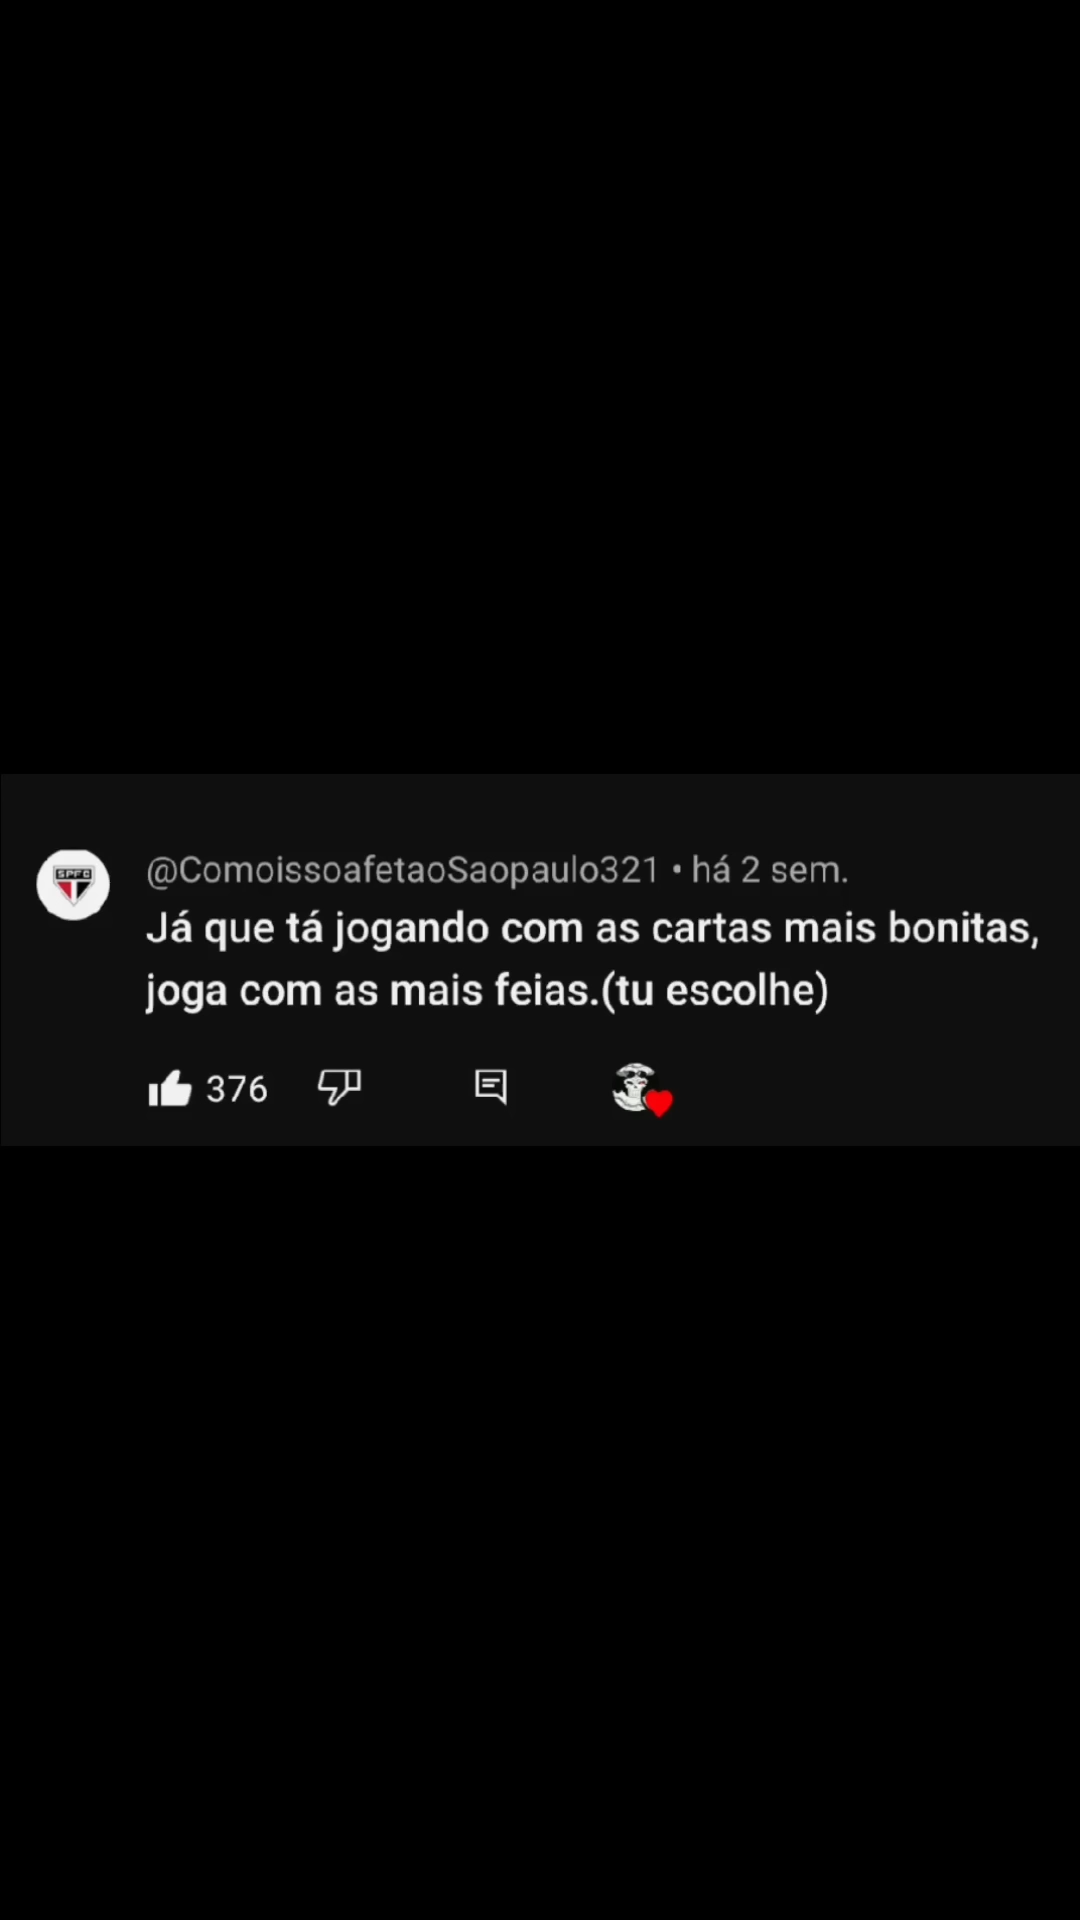 SPFC
@ComoissoafetaoSaopaulo321 • há 2 sem.
Já que tá jogando com as cartas mais bonitas,
joga com as mais feias.(tu escolhe)
376